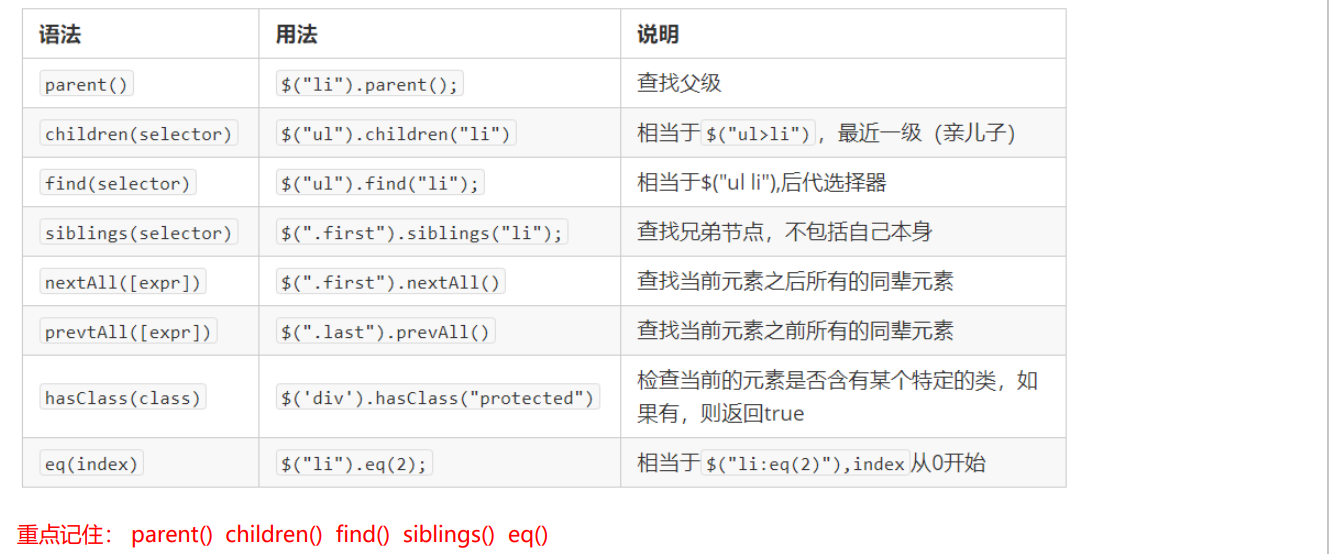 语法 用法 说明
parent() $("li").parent(); 查找父级
children(selector) $("ul").children("li") 相当于$("ul>li")，最近一级（亲儿子）
find(selector) $("ul").find("li"); 相当于$("ul li"),后代选择器
siblings(selector) $(".first").siblings("li"); 查找兄弟节点，不包括自己本身
nextAll([expr]) $(".first").nextAll() 查找当前元素之后所有的同辈元素
prevtAll([expr]) $(".last").prevAll() 查找当前元素之前所有的同辈元素
hasClass(class) $('div').hasClass("protected") 检查当前的元素是否含有某个特定的类，如
果有，则返回true
eq(index) $("li").eq(2); 相当于$("li:eq(2)"),index从0开始
重点记住： parent() children() find() siblings() eq()